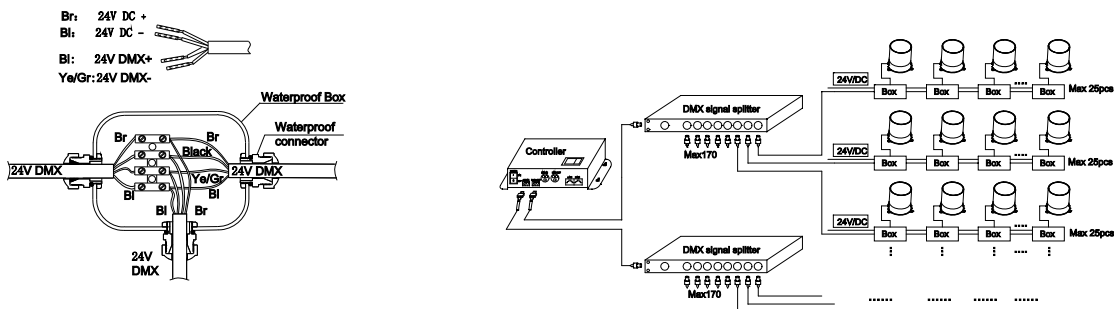 Br: 24V DC +
Bl: 24V DC -
Bl: 24V DMX+
Ye/Gr: 24V DMX-
Waterproof Box
Waterproof
connector
Br
Br
Black
24V DMX
Ye/Gr
24V DMX
Bl
Bl
Bl
Br
24V
DMX
Controller
DMX signal splitter
Max170
DMX signal splitter
Max170
24V/DC
Box
Box
Box
Box
Max 25pcs
24V/DC
Box
Box
Box
Box
Max 25pcs
24V/DC
Box
Box
Box
Box
Max 25pcs